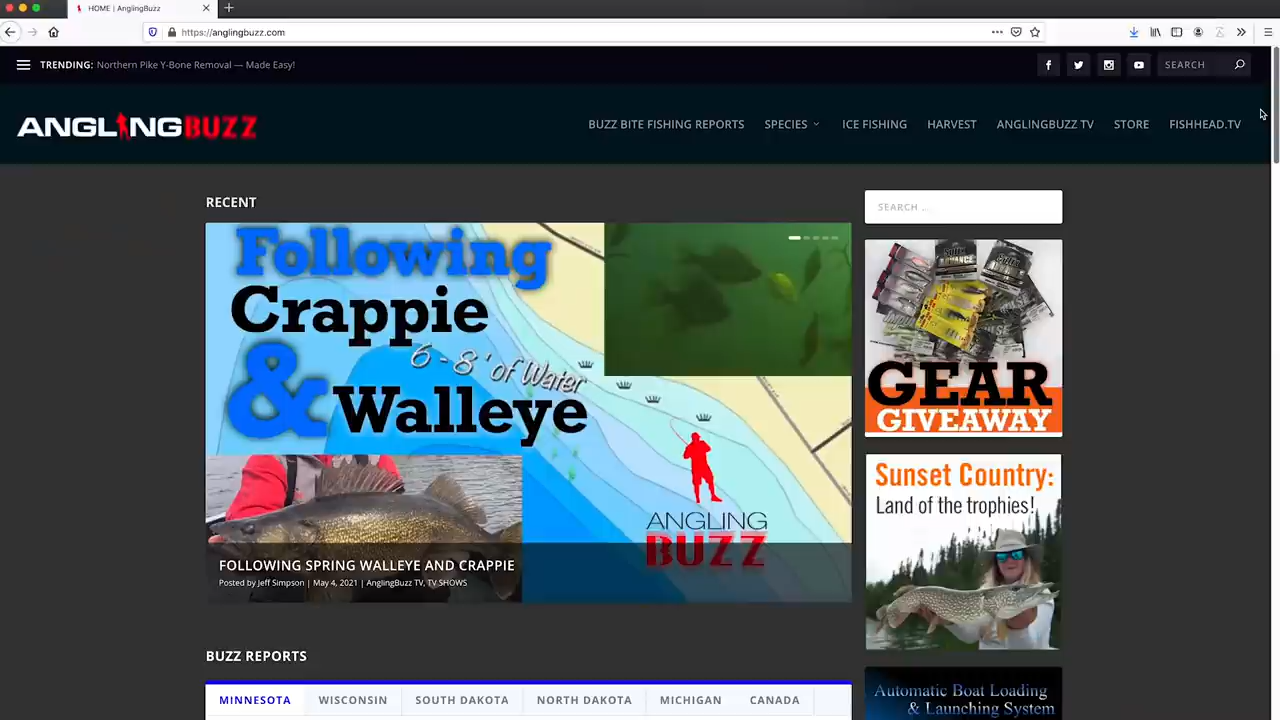 HOME | AnglingBuzz
https://anglingbuzz.com
TRENDING: Northern Pike Y-Bone Removal — Made Easy!
SEARCH
ANGLINGBUZZ
BUZZ BITE FISHING REPORTS
SPECIES
ICE FISHING
HARVEST
ANGLINGBUZZ TV
STORE
FISHHEAD.TV
RECENT
Following
Crappie
6-8' of Water
& Walleye
ANGLING
BUZZ
FOLLOWING SPRING WALLEYE AND CRAPPIE
Posted by Jeff Simpson | May 4, 2021 | AnglingBuzz TV, TV SHOWS
SEARCH ...
GEAR
GIVEAWAY
Sunset Country:
Land of the trophies!
Automatic Boat Loading
& Launching System
BUZZ REPORTS
MINNESOTA
WISCONSIN
SOUTH DAKOTA
NORTH DAKOTA
MICHIGAN
CANADA